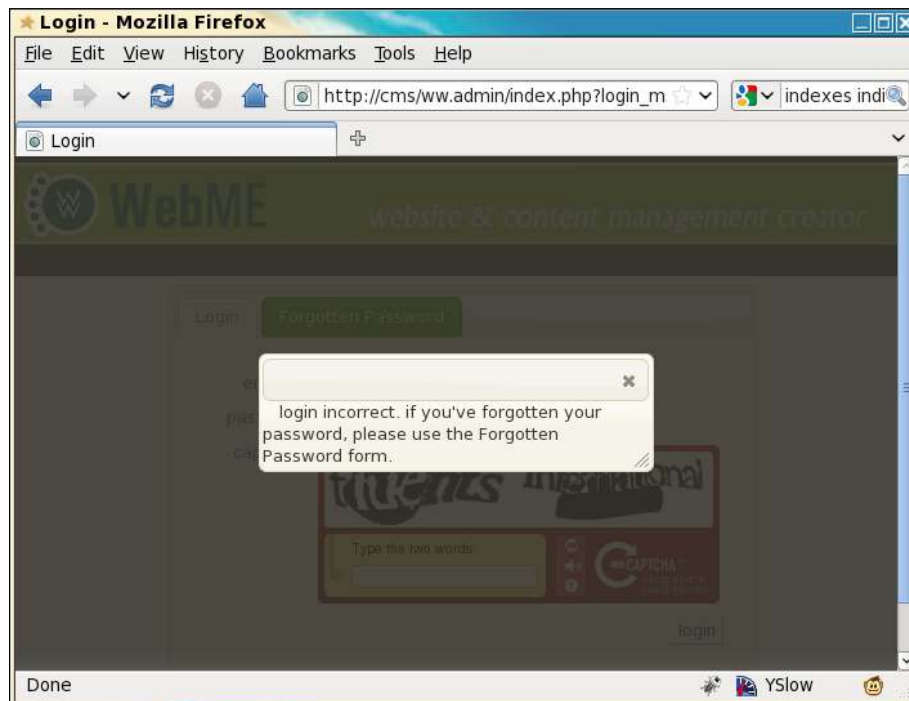 Login - Mozilla Firefox
File Edit View History Bookmarks Tools Help
http://cms/ww.admin/index.php?login_m
indexes indi
Login
WebME
website & content management creator
Login Forgotten Password
login incorrect. if you've forgotten your
password, please use the Forgotten
Password form.
Type the two words:
login
Done
YSlow